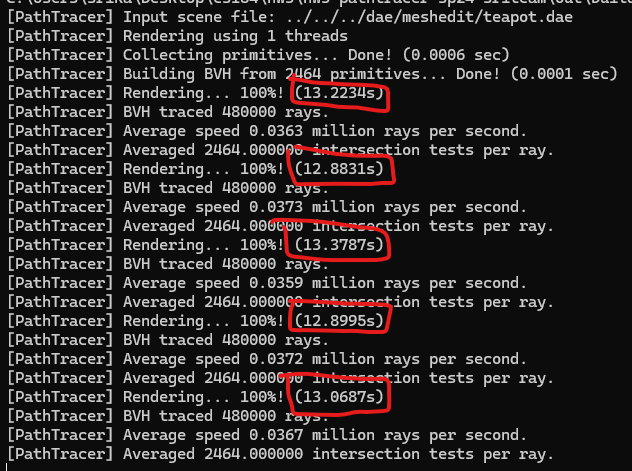 [PathTracer] Input scene file: ../../../dae/meshedit/teapot.dae
[PathTracer] Rendering using 1 threads
[PathTracer] Collecting primitives... Done! (0.0006 sec)
[PathTracer] Building BVH from 2464 primitives... Done! (0.0001 sec)
[PathTracer] Rendering... 100%! (13.2234s)
[PathTracer] BVH traced 480000 rays.
[PathTracer] Average speed 0.0363 million rays per second.
[PathTracer] Averaged 2464.000000 intersection tests per ray.
[PathTracer] Rendering... 100%! (12.8831s)
[PathTracer] BVH traced 480000 rays.
[PathTracer] Average speed 0.0373 million rays per second.
[PathTracer] Averaged 2464.000000 intersection tests per ray.
[PathTracer] Rendering... 100%! (13.3787s)
[PathTracer] BVH traced 480000 rays.
[PathTracer] Average speed 0.0359 million rays per second.
[PathTracer] Averaged 2464.000000 intersection tests per ray.
[PathTracer] Rendering... 100%! (12.8995s)
[PathTracer] BVH traced 480000 rays.
[PathTracer] Average speed 0.0372 million rays per second.
[PathTracer] Averaged 2464.000000 intersection tests per ray.
[PathTracer] Rendering... 100%! (13.0687s)
[PathTracer] BVH traced 480000 rays.
[PathTracer] Average speed 0.0367 million rays per second.
[PathTracer] Averaged 2464.000000 intersection tests per ray.